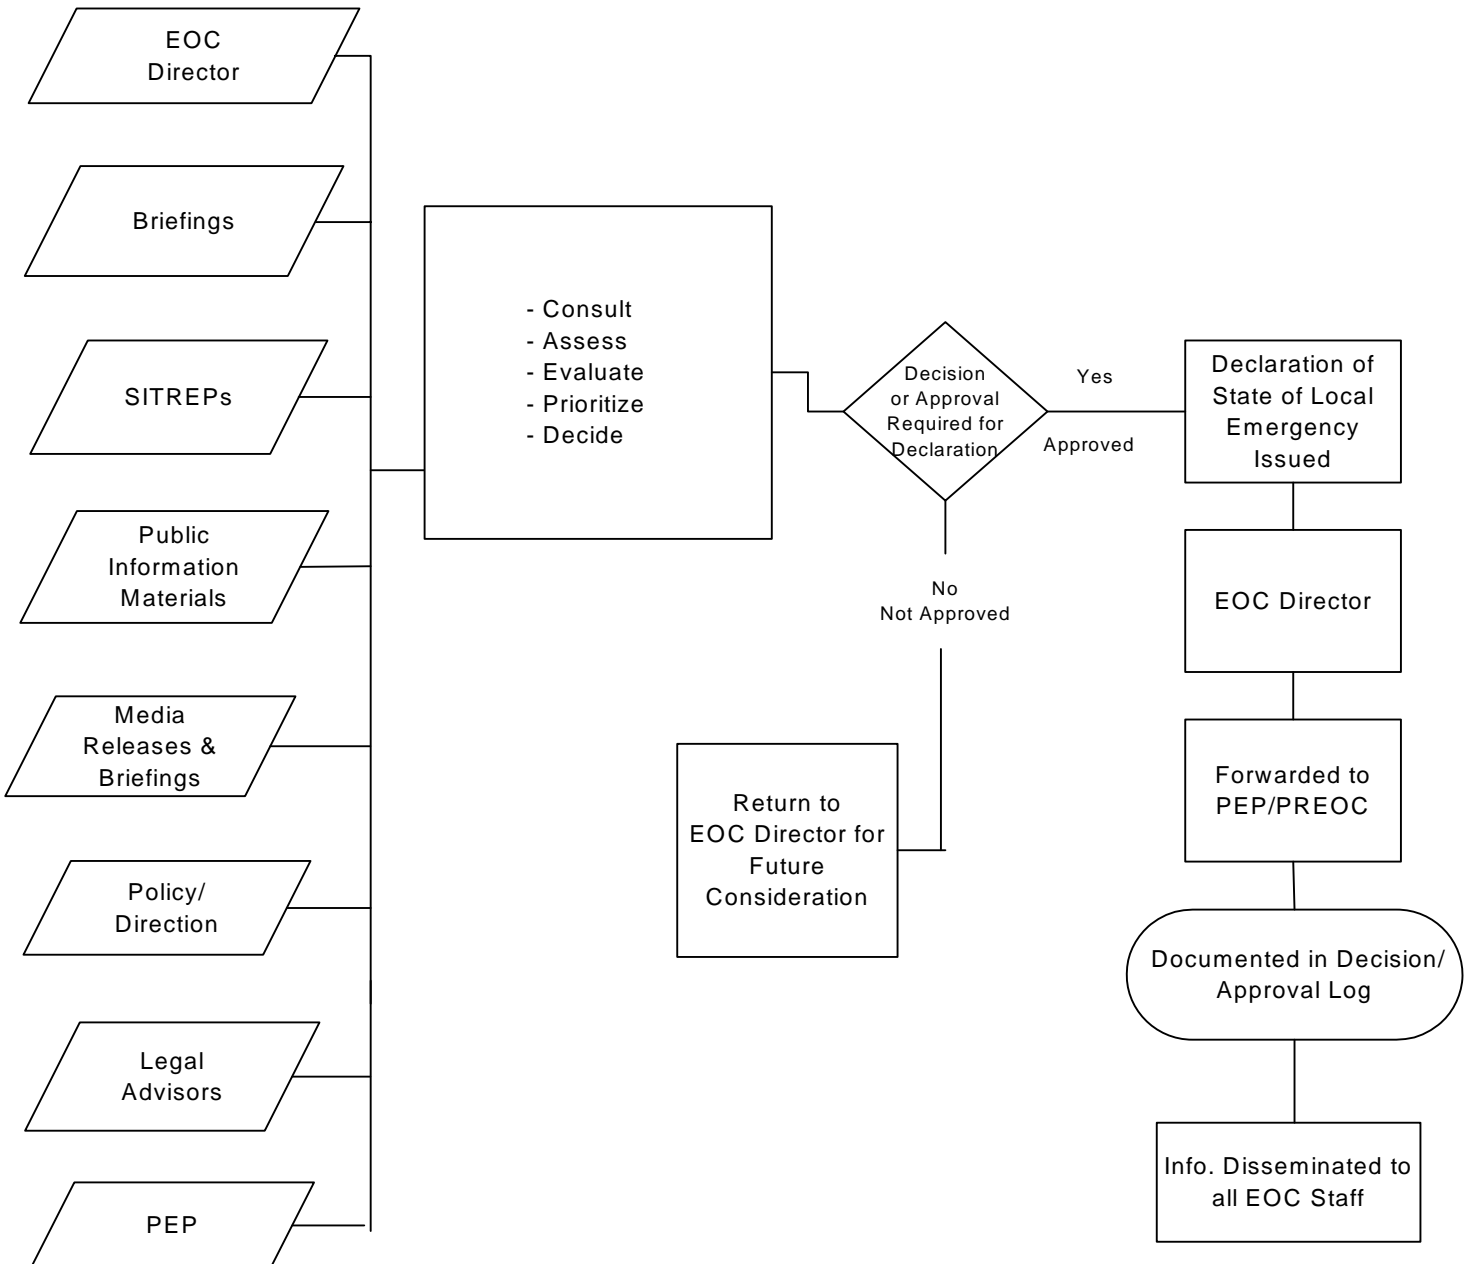 EOC
Director
Briefings
SITREPs
Public
Information
Materials
Media
Releases &
Briefings
Policy/
Direction
Legal
Advisors
PEP
- Consult
- Assess
- Evaluate
- Prioritize
- Decide
Decision
or Approval
Required for
Declaration
Yes
Approved
No
Not Approved
Return to
EOC Director for
Future
Consideration
Declaration of
State of Local
Emergency
Issued
EOC Director
Forwarded to
PEP/PREOC
Documented in Decision/
Approval Log
Info. Disseminated to
all EOC Staff